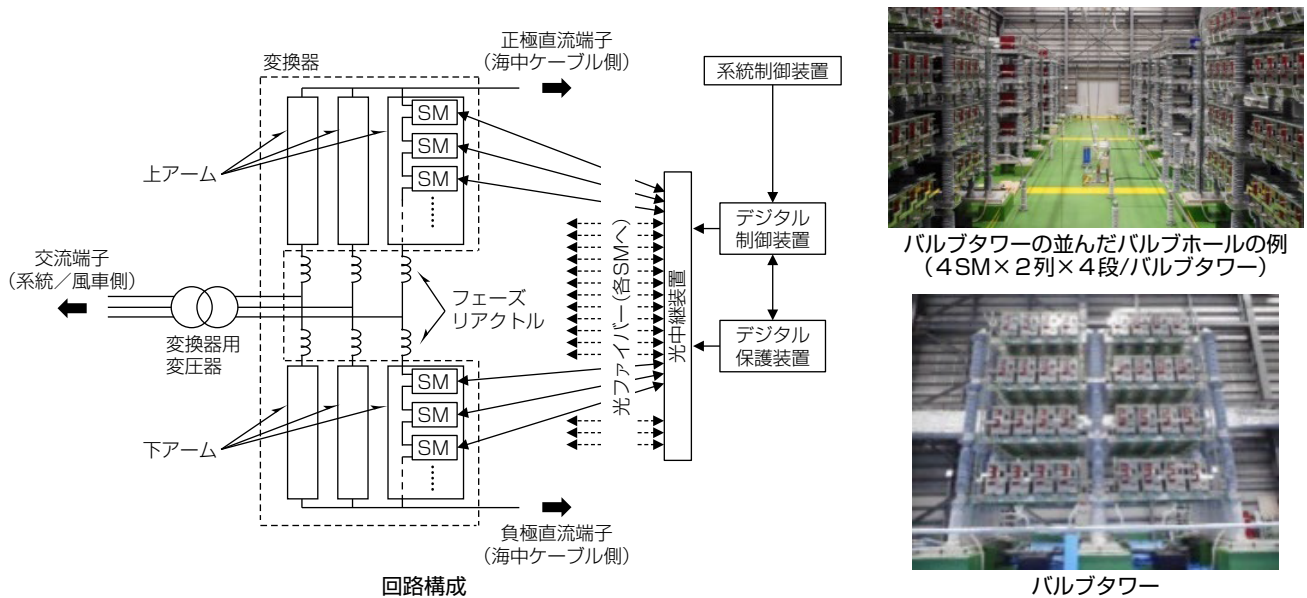 正極直流端子
（海中ケーブル側）
変換器
系統制御装置
SM
SM
SM
上アーム
デジタル
制御装置
交流端子
（系統／風車側）
フェーズ
リアクトル
光ファイバー（各SMへ）
光中継装置
変換器用
変圧器
デジタル
保護装置
SM
SM
SM
下アーム
負極直流端子
（海中ケーブル側）
回路構成
バルブタワーの並んだバルブホールの例
（4SM×2列×4段/バルブタワー）
バルブタワー